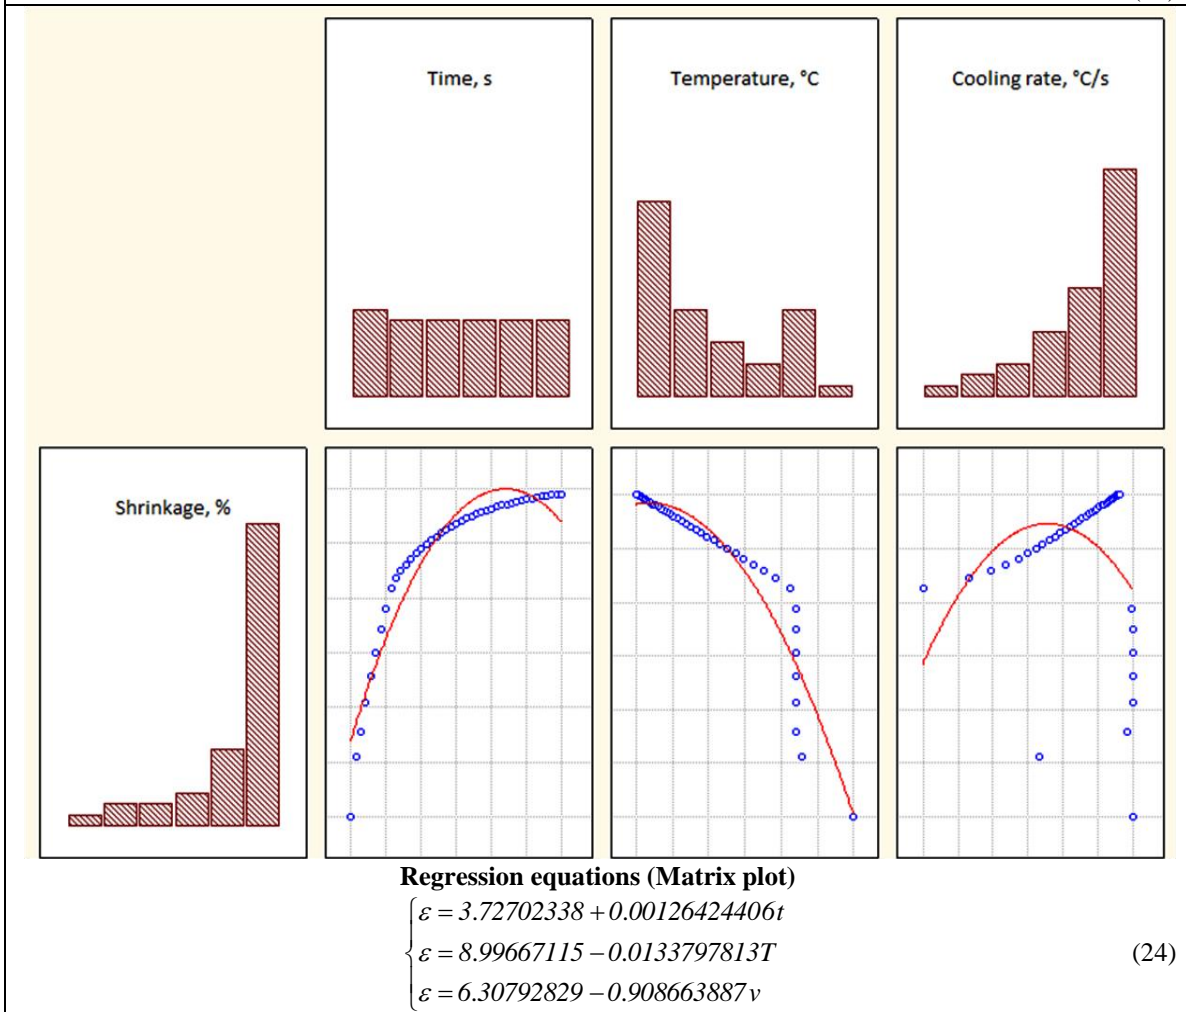 Time, s
Temperature, °C
Cooling rate, °C/s
Shrinkage, %
Regression equations (Matrix plot)
ε = 3.72702338 + 0.00126424406t
ε = 8.99667115 − 0.0133797813T
(24)
ε = 6.30792829 − 0.908663887v